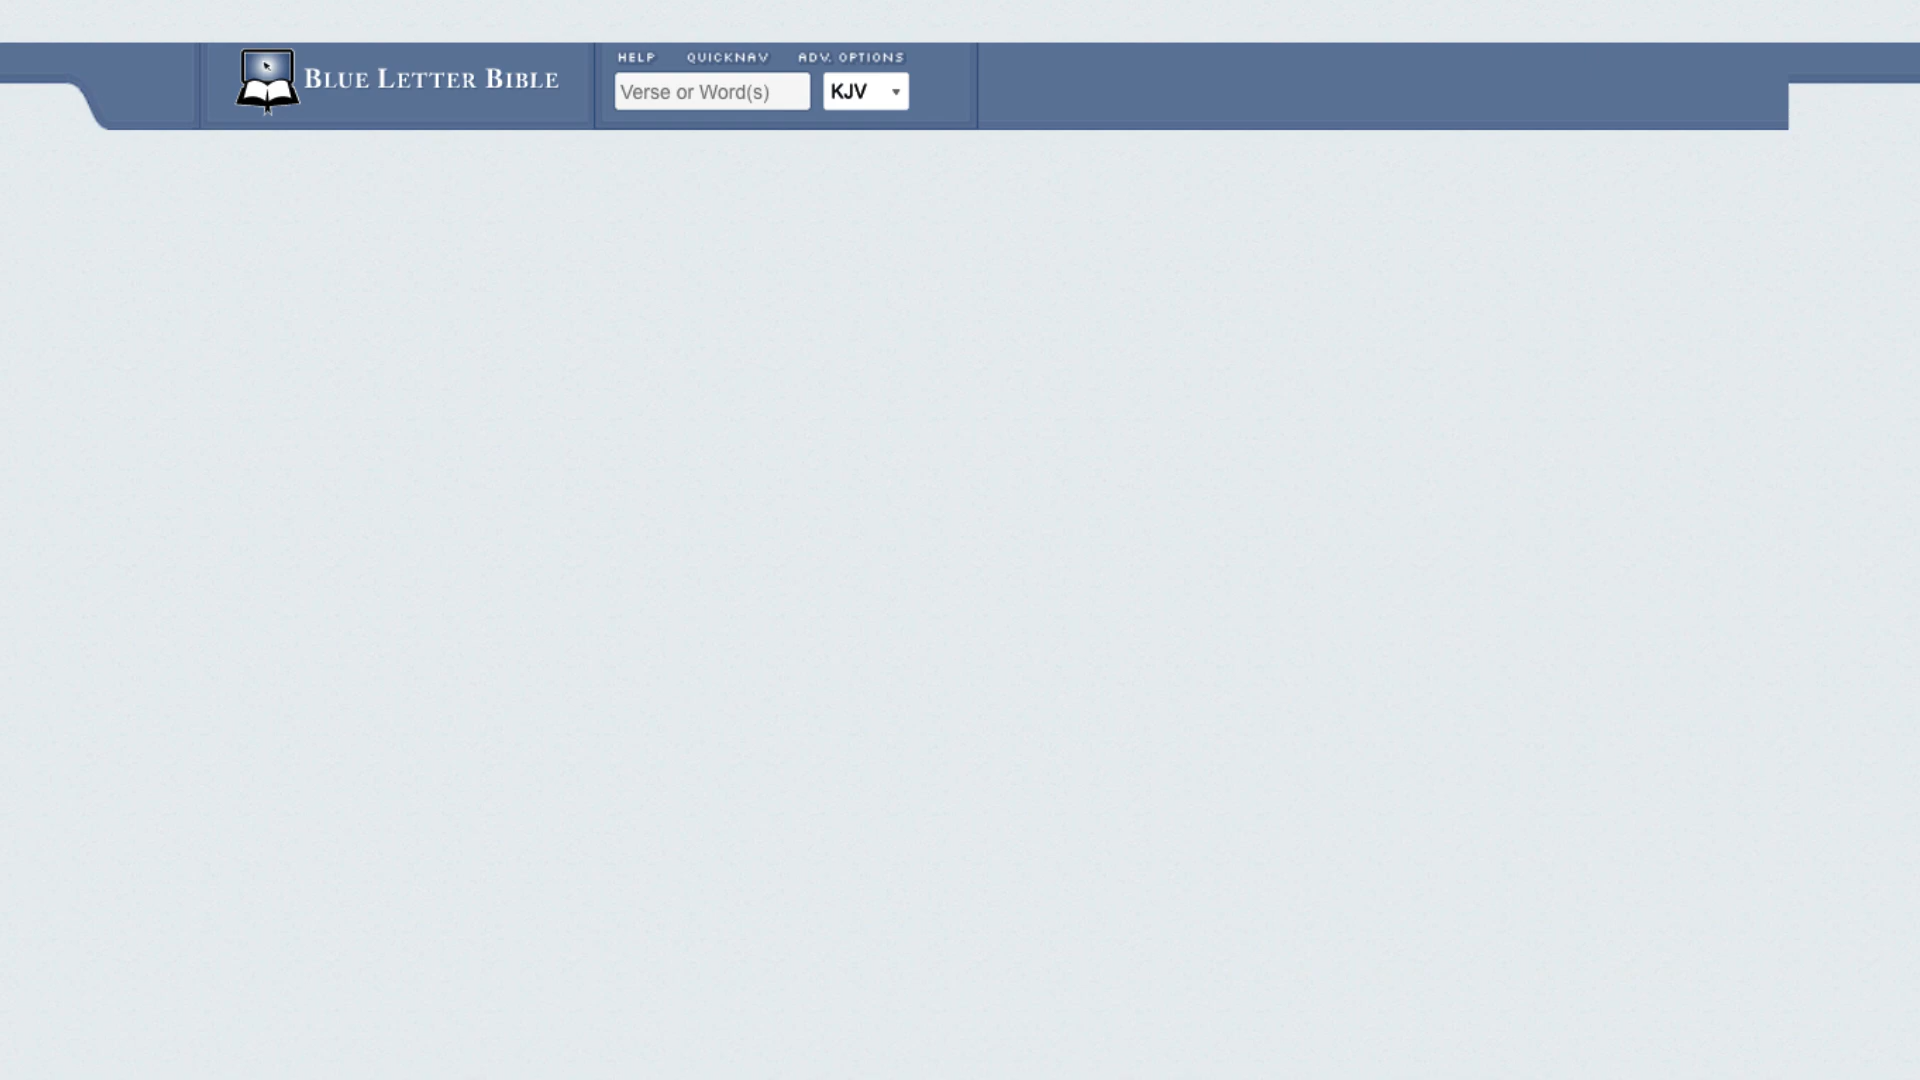 HELP QUICKNAV ADV. OPTIONS
BLUE LETTER BIBLE
Verse or Word(s) KJV